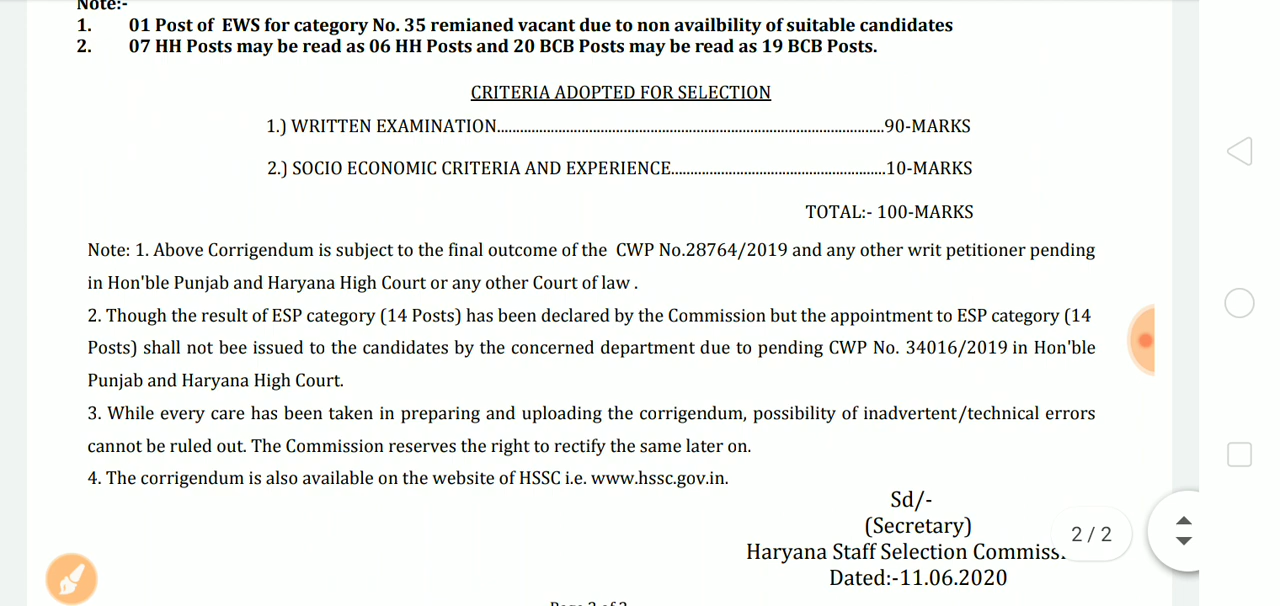 Note:-
1. 01 Post of EWS for category No. 35 remianed vacant due to non availbility of suitable candidates
2. 07 HH Posts may be read as 06 HH Posts and 20 BCB Posts may be read as 19 BCB Posts.
CRITERIA ADOPTED FOR SELECTION
1.) WRITTEN EXAMINATION....................................................................................................90-MARKS
2.) SOCIO ECONOMIC CRITERIA AND EXPERIENCE........................................................10-MARKS
TOTAL:- 100-MARKS
Note: 1. Above Corrigendum is subject to the final outcome of the CWP No.28764/2019 and any other writ petitioner pending
in Hon'ble Punjab and Haryana High Court or any other Court of law .
2. Though the result of ESP category (14 Posts) has been declared by the Commission but the appointment to ESP category (14
Posts) shall not bee issued to the candidates by the concerned department due to pending CWP No. 34016/2019 in Hon'ble
Punjab and Haryana High Court.
3. While every care has been taken in preparing and uploading the corrigendum, possibility of inadvertent/technical errors
cannot be ruled out. The Commission reserves the right to rectify the same later on.
4. The corrigendum is also available on the website of HSSC i.e. www.hssc.gov.in.
Sd/-
(Secretary)
2 / 2
Haryana Staff Selection Commiss
Dated:-11.06.2020